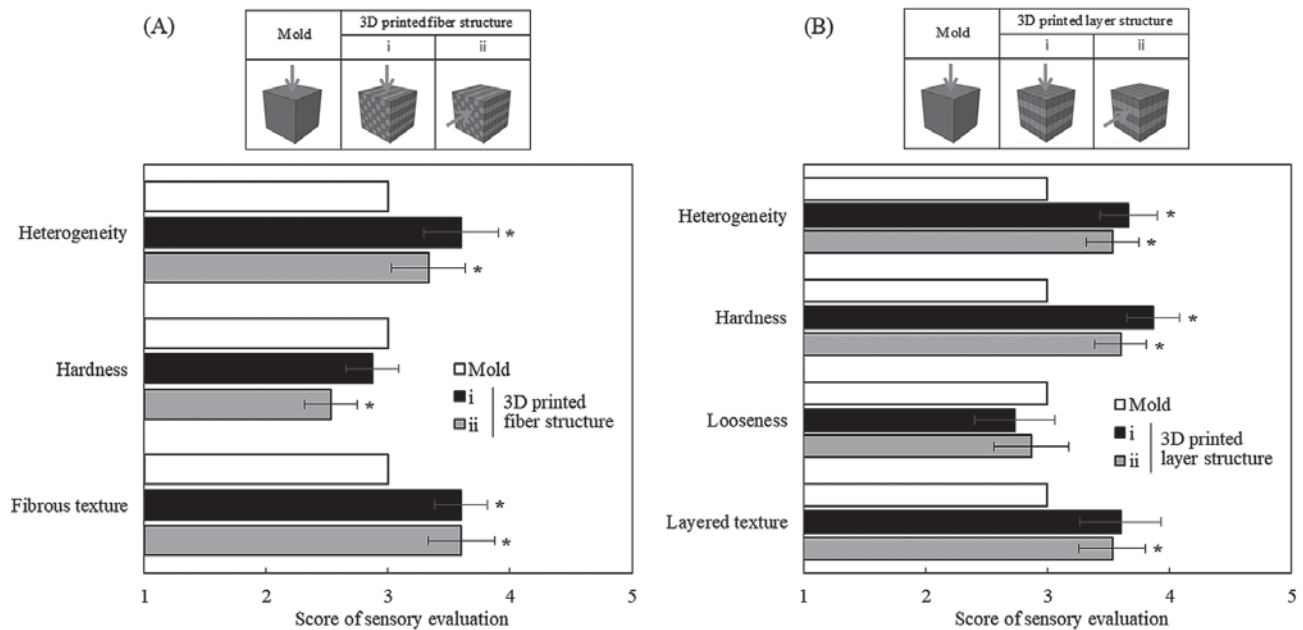 (A)
Mold
3D printed fiber structure
i
ii
Heterogeneity
*
*
Hardness
*
Fibrous texture
*
*
Mold
i
ii
3D printed
fiber structure
1
2
3
4
5
Score of sensory evaluation
(B)
Mold
3D printed layer structure
i
ii
Heterogeneity
*
*
Hardness
*
*
Looseness
Layered texture
*
Mold
i
ii
3D printed
layer structure
1
2
3
4
5
Score of sensory evaluation